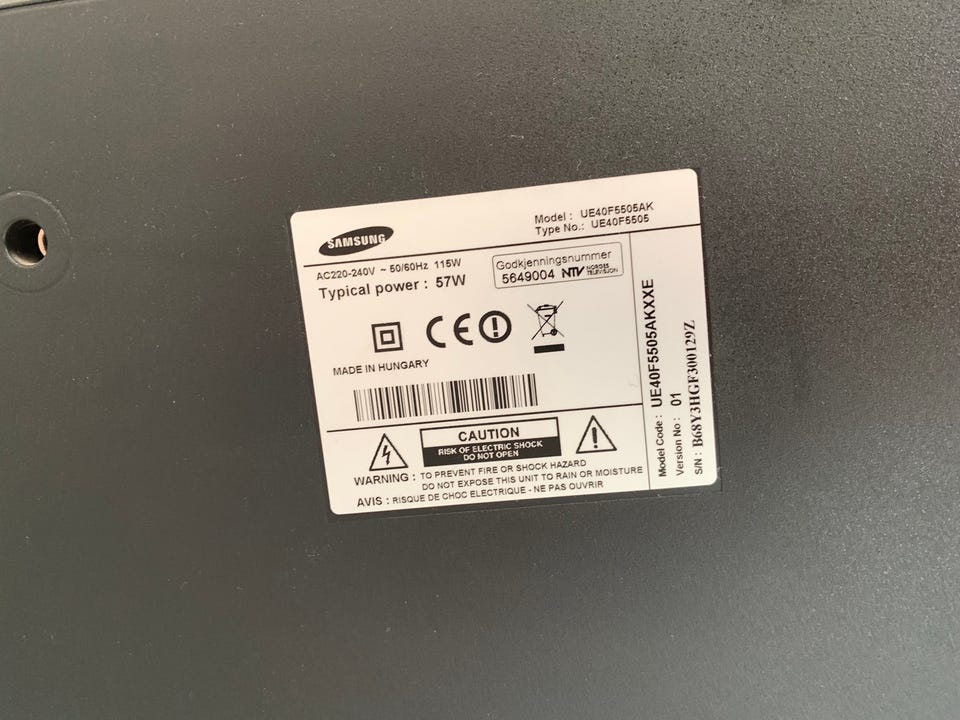 SAMSUNG
Model : UE40F5505AK
Type No.: UE40F5505
AC220-240V ~ 50/60Hz 115W
Typical power : 57W
Godkjenningsnummer
5649004 NTV NORGES TELEVISJON
MADE IN HUNGARY
CAUTION
RISK OF ELECTRIC SHOCK
DO NOT OPEN
WARNING : TO PREVENT FIRE OR SHOCK HAZARD
DO NOT EXPOSE THIS UNIT TO RAIN OR MOISTURE
AVIS : RISQUE DE CHOC ELECTRIQUE - NE PAS OUVRIR
Model Code : UE40F5505AKXXE
Version No : 01
S/N : B68Y3HGF300129Z